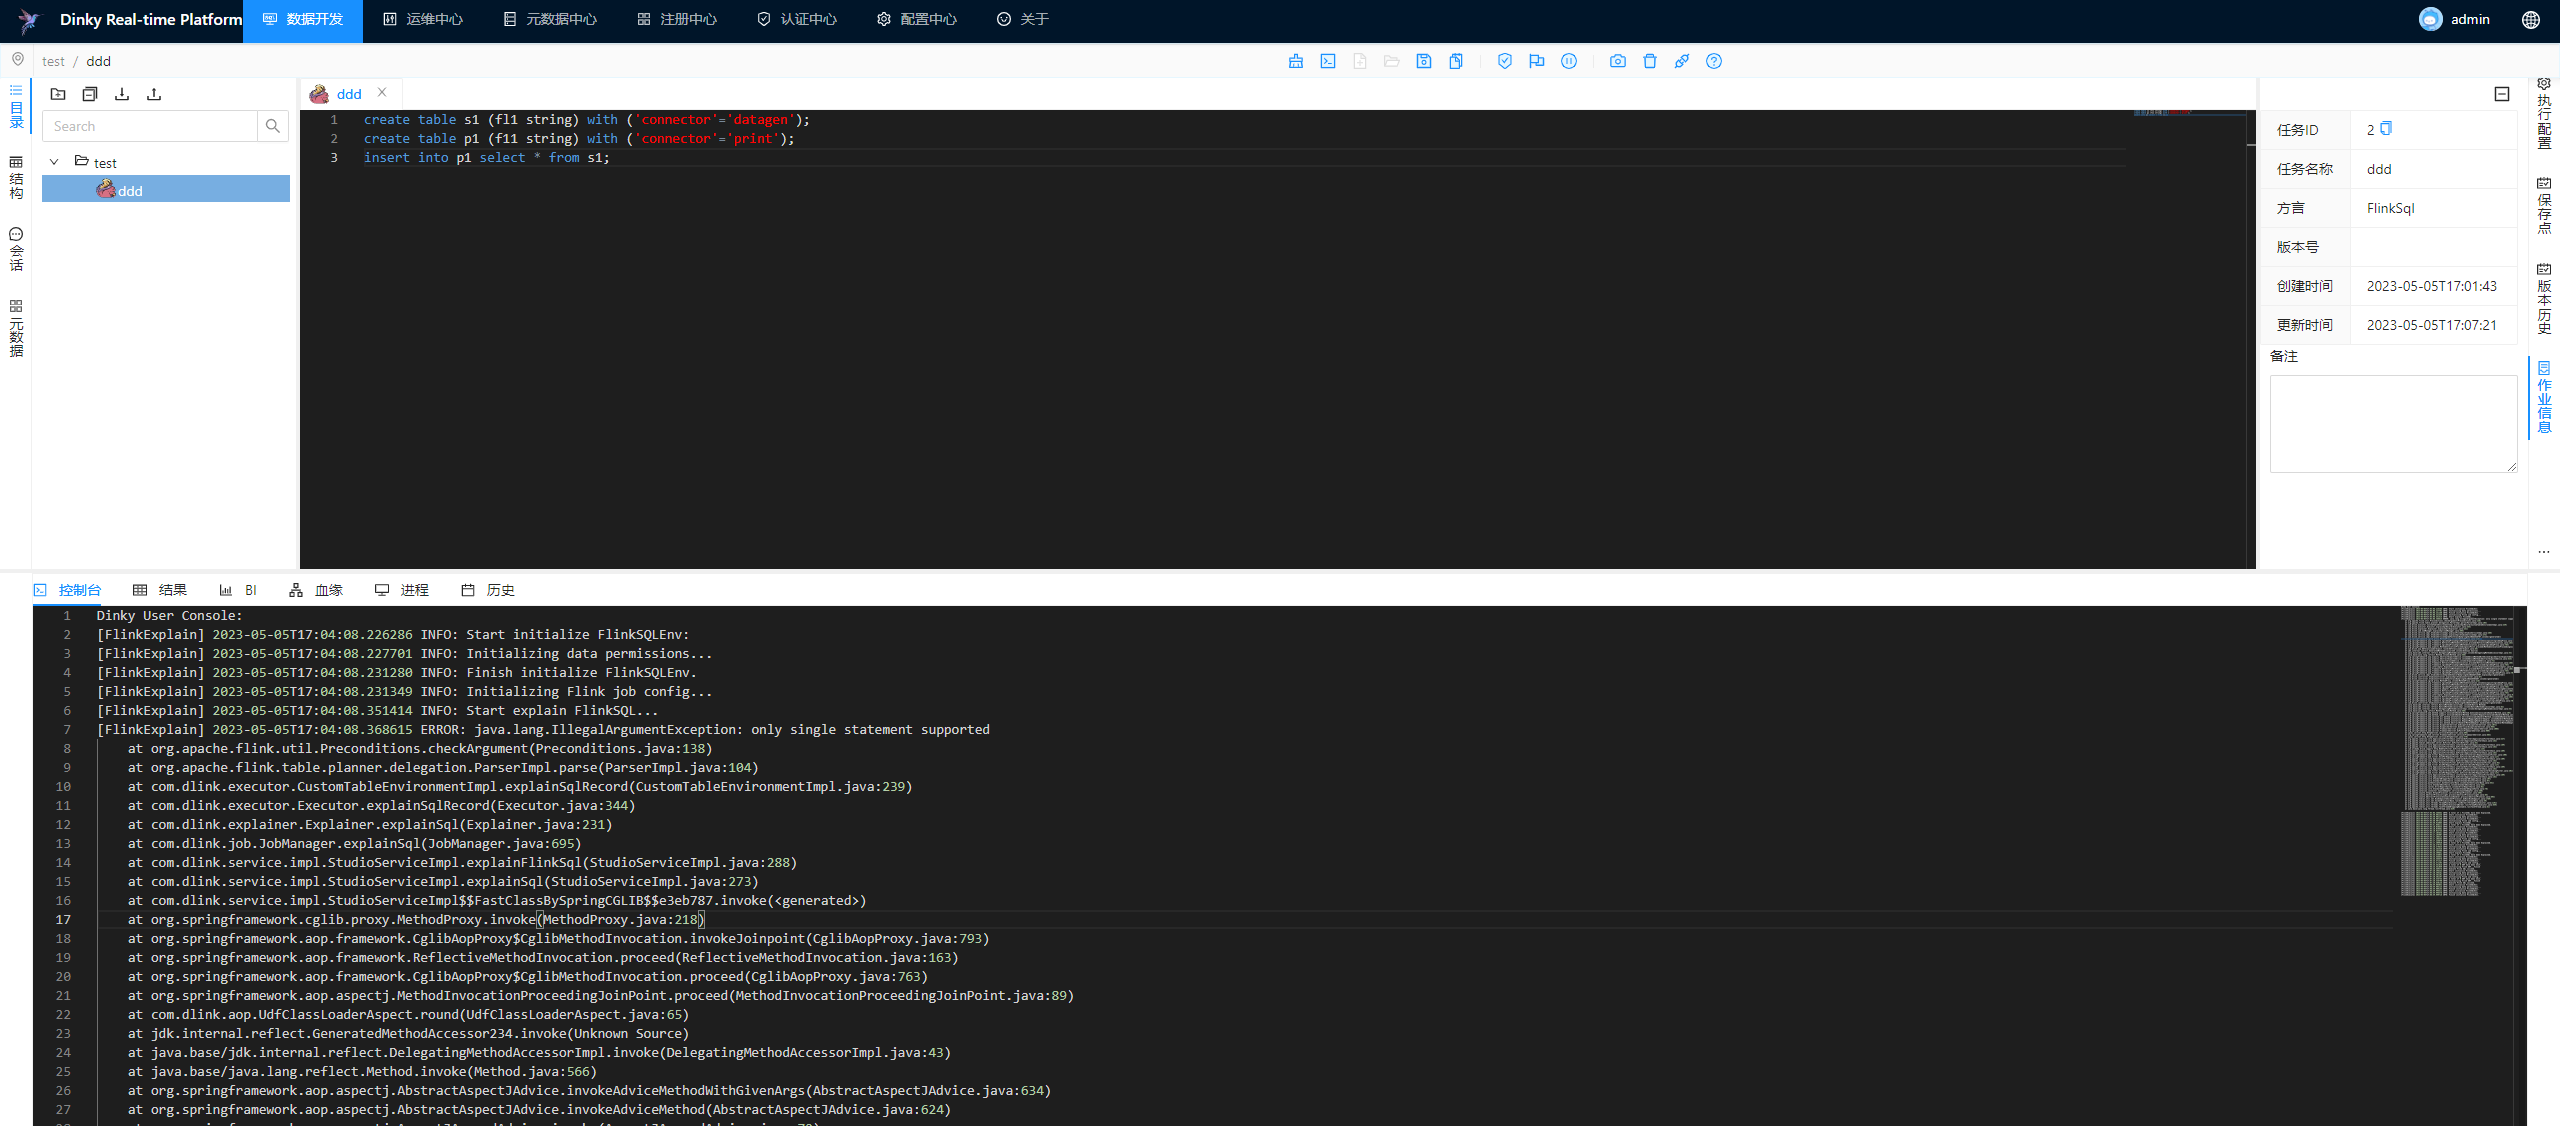 Dinky Real-time Platform
数据开发
运维中心
元数据中心
注册中心
认证中心
配置中心
关于
admin
test / ddd
目录
结构
会话
元数据
Search
test
ddd
ddd
1 create table s1 (fl1 string) with ('connector'='datagen');
2 create table p1 (f11 string) with ('connector'='print');
3 insert into p1 select * from s1;
任务ID 2
任务名称 ddd
方言 FlinkSql
版本号
创建时间 2023-05-05T17:01:43
更新时间 2023-05-05T17:07:21
备注
执行配置
保存点
版本历史
作业信息
...
控制台
结果
BI
血缘
进程
历史
1 Dinky User Console:
2 [FlinkExplain] 2023-05-05T17:04:08.226286 INFO: Start initialize FlinkSQLEnv:
3 [FlinkExplain] 2023-05-05T17:04:08.227701 INFO: Initializing data permissions...
4 [FlinkExplain] 2023-05-05T17:04:08.231280 INFO: Finish initialize FlinkSQLEnv.
5 [FlinkExplain] 2023-05-05T17:04:08.231349 INFO: Initializing Flink job config...
6 [FlinkExplain] 2023-05-05T17:04:08.351414 INFO: Start explain FlinkSQL...
7 [FlinkExplain] 2023-05-05T17:04:08.368615 ERROR: java.lang.IllegalArgumentException: only single statement supported
8 at org.apache.flink.util.Preconditions.checkArgument(Preconditions.java:138)
9 at org.apache.flink.table.planner.delegation.ParserImpl.parse(ParserImpl.java:104)
10 at com.dlink.executor.CustomTableEnvironmentImpl.explainSqlRecord(CustomTableEnvironmentImpl.java:239)
11 at com.dlink.executor.Executor.explainSqlRecord(Executor.java:344)
12 at com.dlink.explainer.Explainer.explainSql(Explainer.java:231)
13 at com.dlink.job.JobManager.explainSql(JobManager.java:695)
14 at com.dlink.service.impl.StudioServiceImpl.explainFlinkSql(StudioServiceImpl.java:288)
15 at com.dlink.service.impl.StudioServiceImpl.explainSql(StudioServiceImpl.java:273)
16 at com.dlink.service.impl.StudioServiceImpl$$FastClassBySpringCGLIB$$e3eb787.invoke(<generated>)
17 at org.springframework.cglib.proxy.MethodProxy.invoke(MethodProxy.java:218)
18 at org.springframework.aop.framework.CglibAopProxy$CglibMethodInvocation.invokeJoinpoint(CglibAopProxy.java:793)
19 at org.springframework.aop.framework.ReflectiveMethodInvocation.proceed(ReflectiveMethodInvocation.java:163)
20 at org.springframework.aop.framework.CglibAopProxy$CglibMethodInvocation.proceed(CglibAopProxy.java:763)
21 at org.springframework.aop.aspectj.MethodInvocationProceedingJoinPoint.proceed(MethodInvocationProceedingJoinPoint.java:89)
22 at com.dlink.aop.UdfClassLoaderAspect.round(UdfClassLoaderAspect.java:65)
23 at jdk.internal.reflect.GeneratedMethodAccessor234.invoke(Unknown Source)
24 at java.base/jdk.internal.reflect.DelegatingMethodAccessorImpl.invoke(DelegatingMethodAccessorImpl.java:43)
25 at java.base/java.lang.reflect.Method.invoke(Method.java:566)
26 at org.springframework.aop.aspectj.AbstractAspectJAdvice.invokeAdviceMethodWithGivenArgs(AbstractAspectJAdvice.java:634)
27 at org.springframework.aop.aspectj.AbstractAspectJAdvice.invokeAdviceMethod(AbstractAspectJAdvice.java:624)